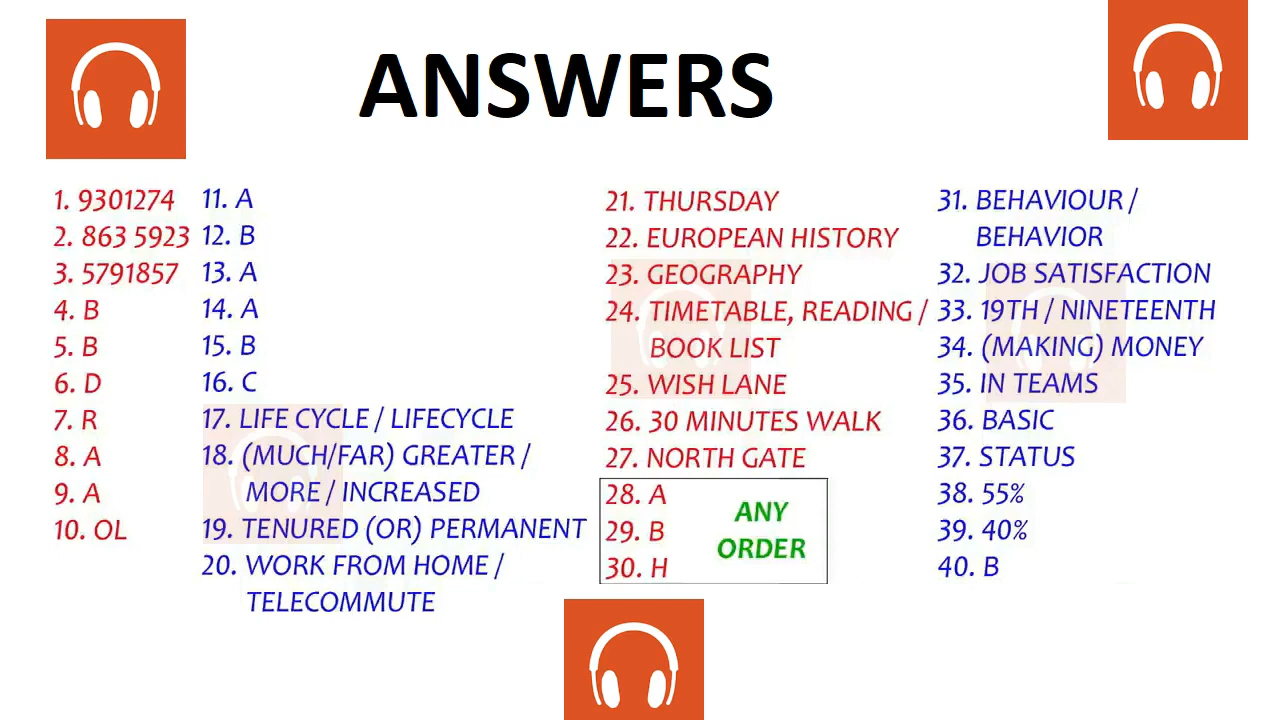 ANSWERS
1. 9301274
2. 863 5923
3. 5791857
4. B
5. B
6. D
7. R
8. A
9. A
10. OL
11. A
12. B
13. A
14. A
15. B
16. C
17. LIFE CYCLE / LIFECYCLE
18. (MUCH/FAR) GREATER /
MORE / INCREASED
19. TENURED (OR) PERMANENT
20. WORK FROM HOME /
TELECOMMUTE
21. THURSDAY
22. EUROPEAN HISTORY
23. GEOGRAPHY
24. TIMETABLE, READING /
BOOK LIST
25. WISH LANE
26. 30 MINUTES WALK
27. NORTH GATE
28. A
29. B
30. H
ANY
ORDER
31. BEHAVIOUR /
BEHAVIOR
32. JOB SATISFACTION
33. 19TH / NINETEENTH
34. (MAKING) MONEY
35. IN TEAMS
36. BASIC
37. STATUS
38. 55%
39. 40%
40. B